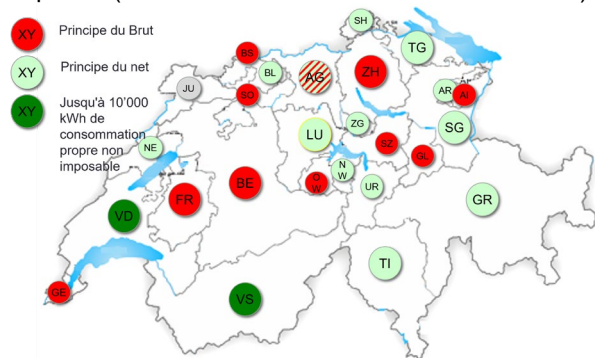 XY Principe du Brut
XY Principe du net
XY Jusqu'à 10'000
kWh de
consommation
propre non
imposable
SH
BS
TG
BL
AG
ZH
JU
SO
AR
AI
LU
ZG
SG
NE
SZ
GL
NW
OW
BE
FR
UR
GR
VD
TI
GE
VS